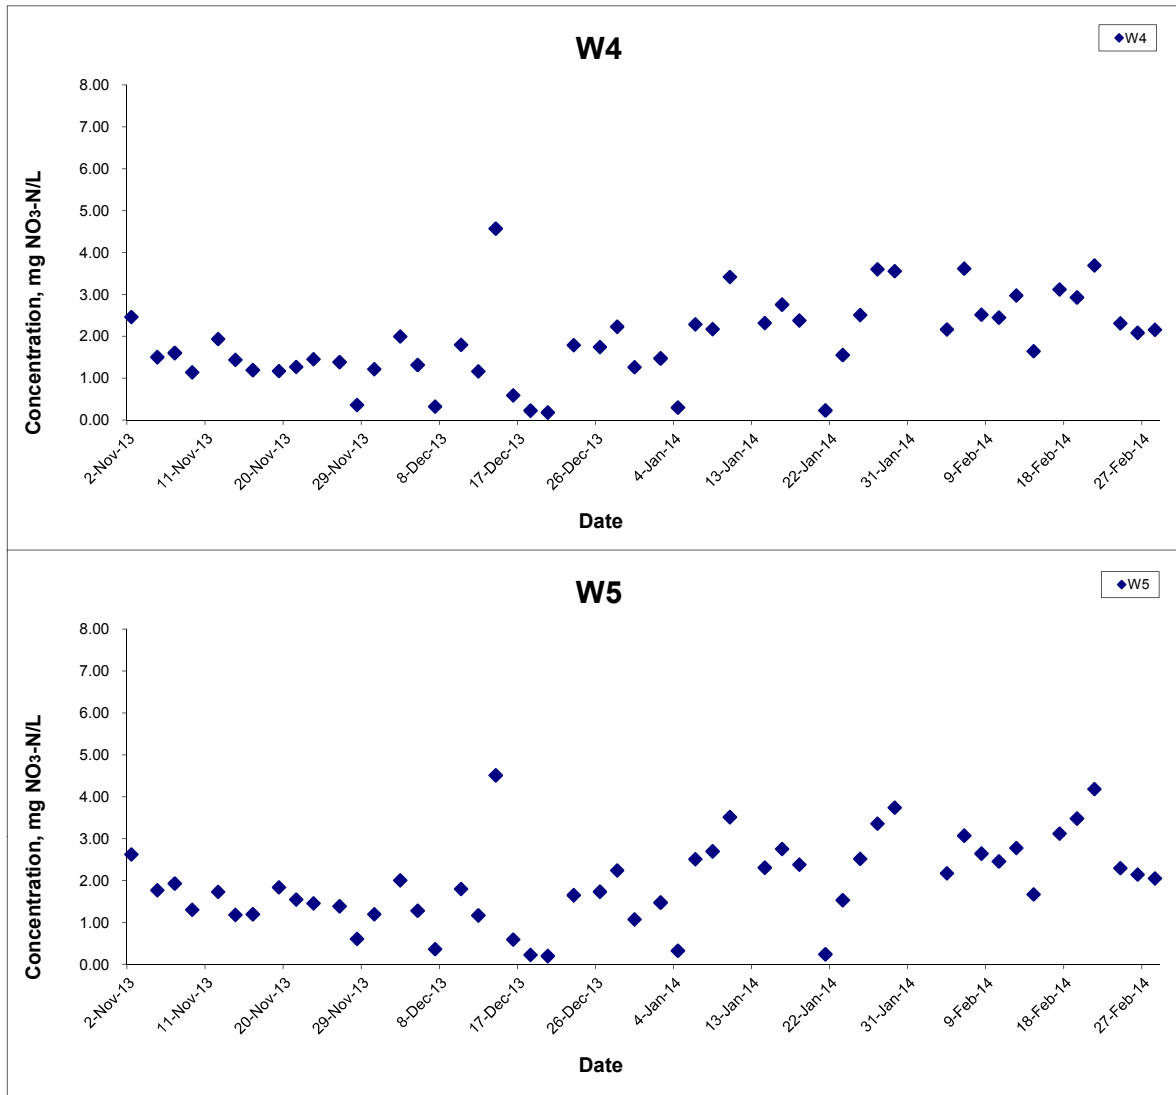 W4
W4
8.00
7.00
6.00
5.00
4.00
3.00
2.00
1.00
0.00
Concentration, mg NO3-N/L
2-Nov-13
11-Nov-13
20-Nov-13
29-Nov-13
8-Dec-13
17-Dec-13
26-Dec-13
4-Jan-14
13-Jan-14
22-Jan-14
31-Jan-14
9-Feb-14
18-Feb-14
27-Feb-14
Date
W5
W5
8.00
7.00
6.00
5.00
4.00
3.00
2.00
1.00
0.00
Concentration, mg NO3-N/L
2-Nov-13
11-Nov-13
20-Nov-13
29-Nov-13
8-Dec-13
17-Dec-13
26-Dec-13
4-Jan-14
13-Jan-14
22-Jan-14
31-Jan-14
9-Feb-14
18-Feb-14
27-Feb-14
Date